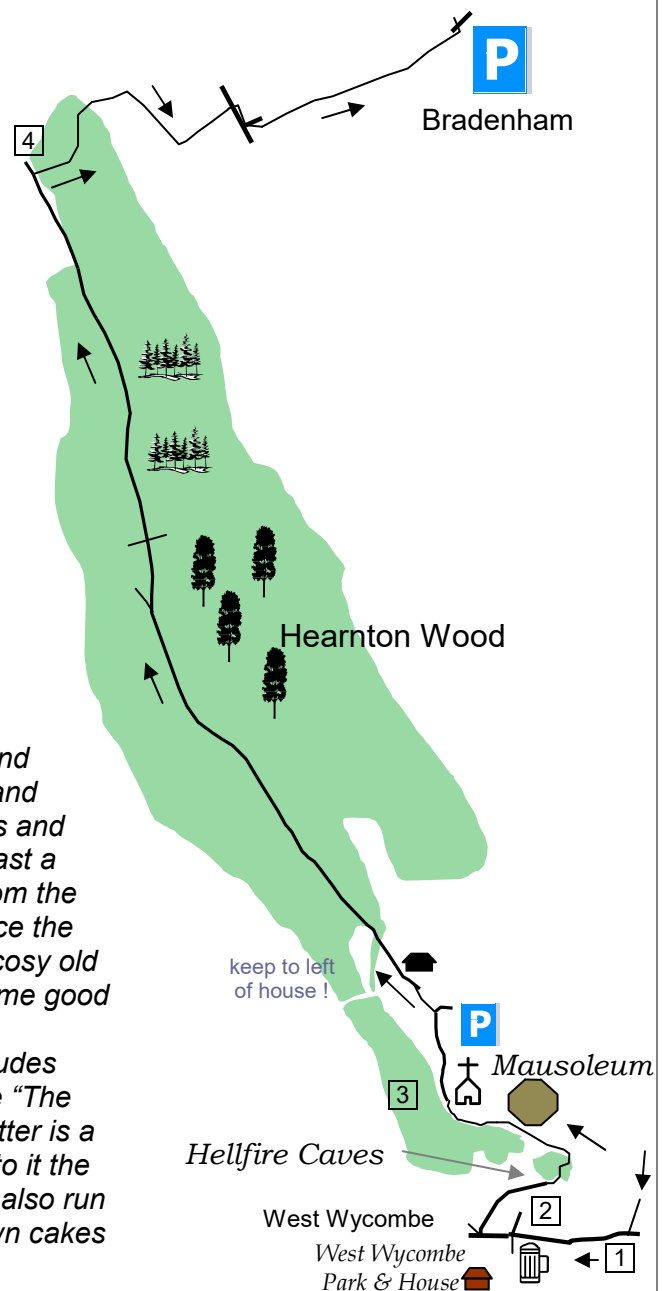 P
Bradenham
4
Hearnton Wood
nd
and
s and
ast a
om the
ce the
cosy old
me good
udes
e “The
tter is a
to it the
also run
vn cakes
keep to left
of house !
P
Mausoleum
3
Hellfire Caves
2
West Wycombe
1
West Wycombe
Park & House